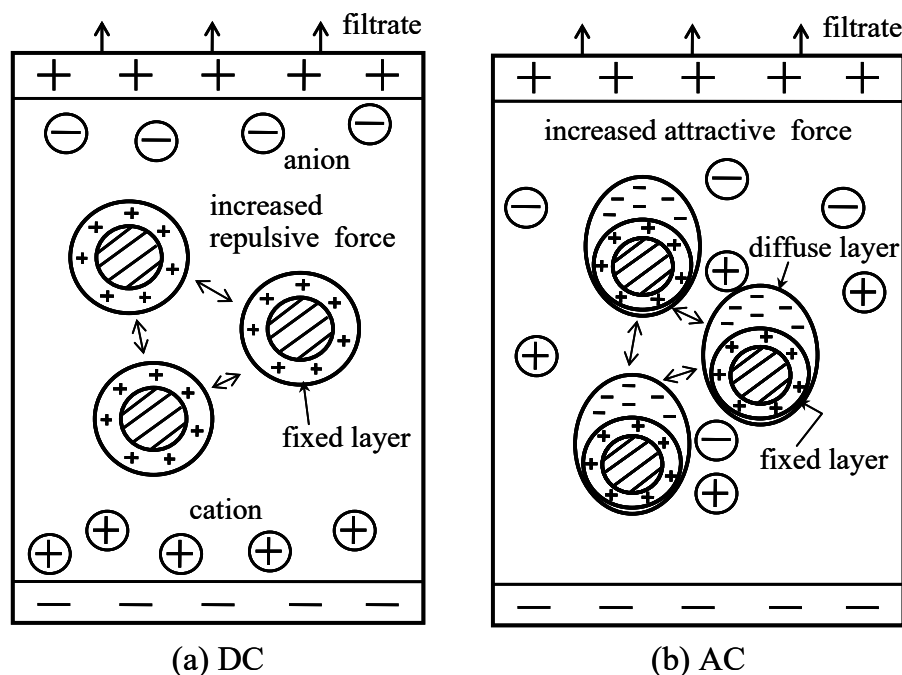 filtrate
filtrate
+ + + + +
+ + + + +
anion
increased
repulsive force
fixed layer
cation
− − − − −
increased attractive force
diffuse layer
fixed layer
− − − − −
(a) DC
(b) AC